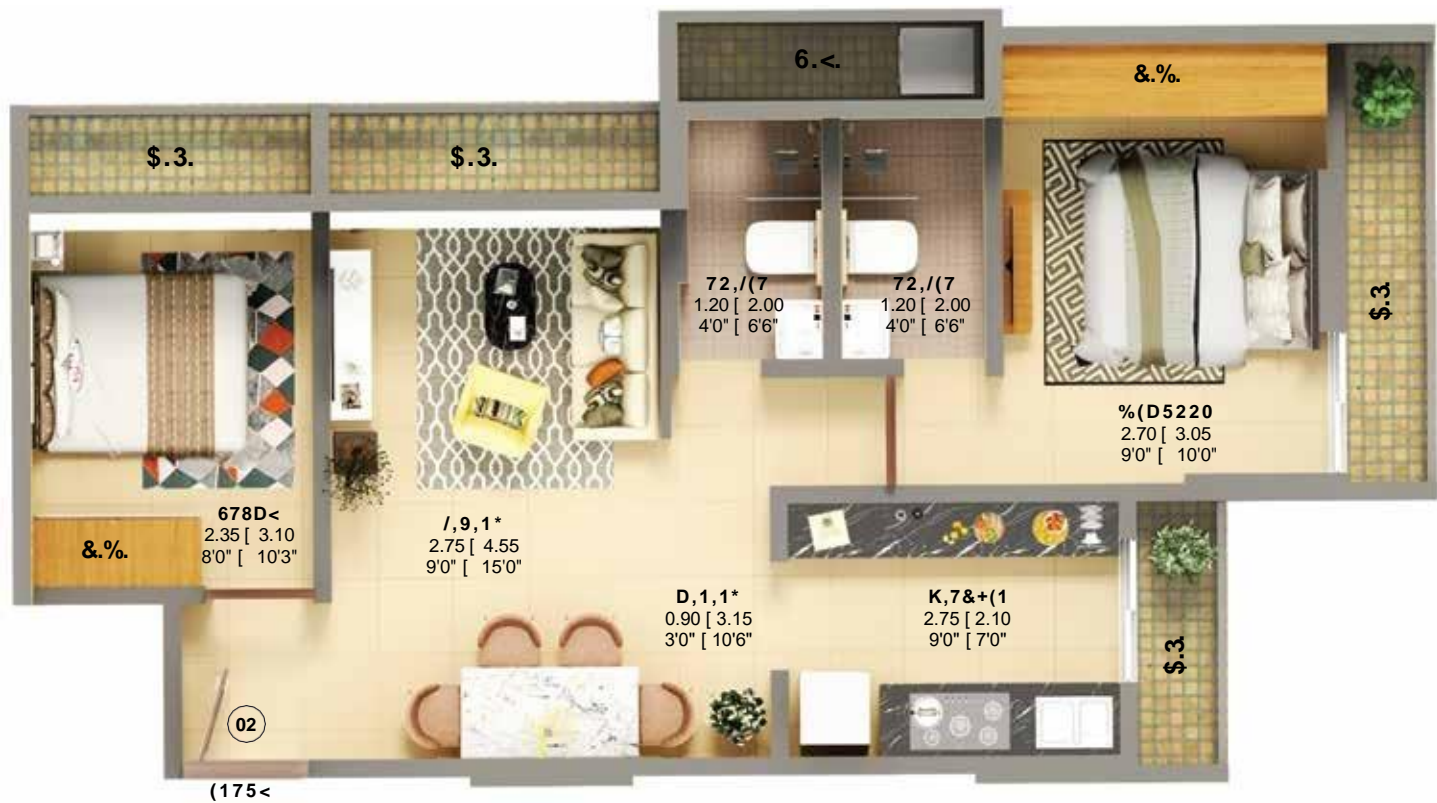 6.<.
&.%.
$.3.
$.3.
$.3.
72,/(7
1.20 [ 2.00
4'0" [ 6'6"
72,/(7
1.20 [ 2.00
4'0" [ 6'6"
%(D5220
2.70 [ 3.05
9'0" [ 10'0"
678D<
2.35 [ 3.10
8'0" [ 10'3"
&.%.
/,9,1*
2.75 [ 4.55
9'0" [ 15'0"
D,1,1*
0.90 [ 3.15
3'0" [ 10'6"
K,7&+(1
2.75 [ 2.10
9'0" [ 7'0"
$.3.
02
(175<